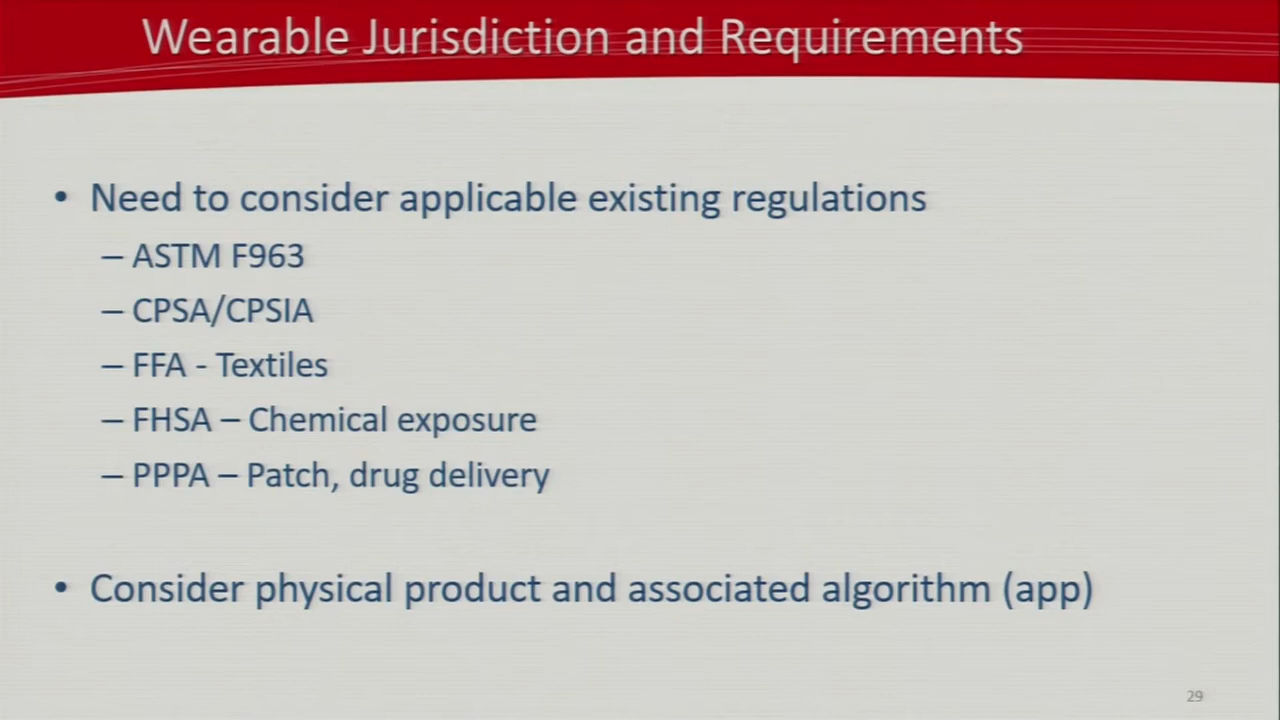 Wearable Jurisdiction and Requirements
• Need to consider applicable existing regulations
– ASTM F963
– CPSA/CPSIA
– FFA - Textiles
– FHSA – Chemical exposure
– PPPA – Patch, drug delivery
• Consider physical product and associated algorithm (app)
29